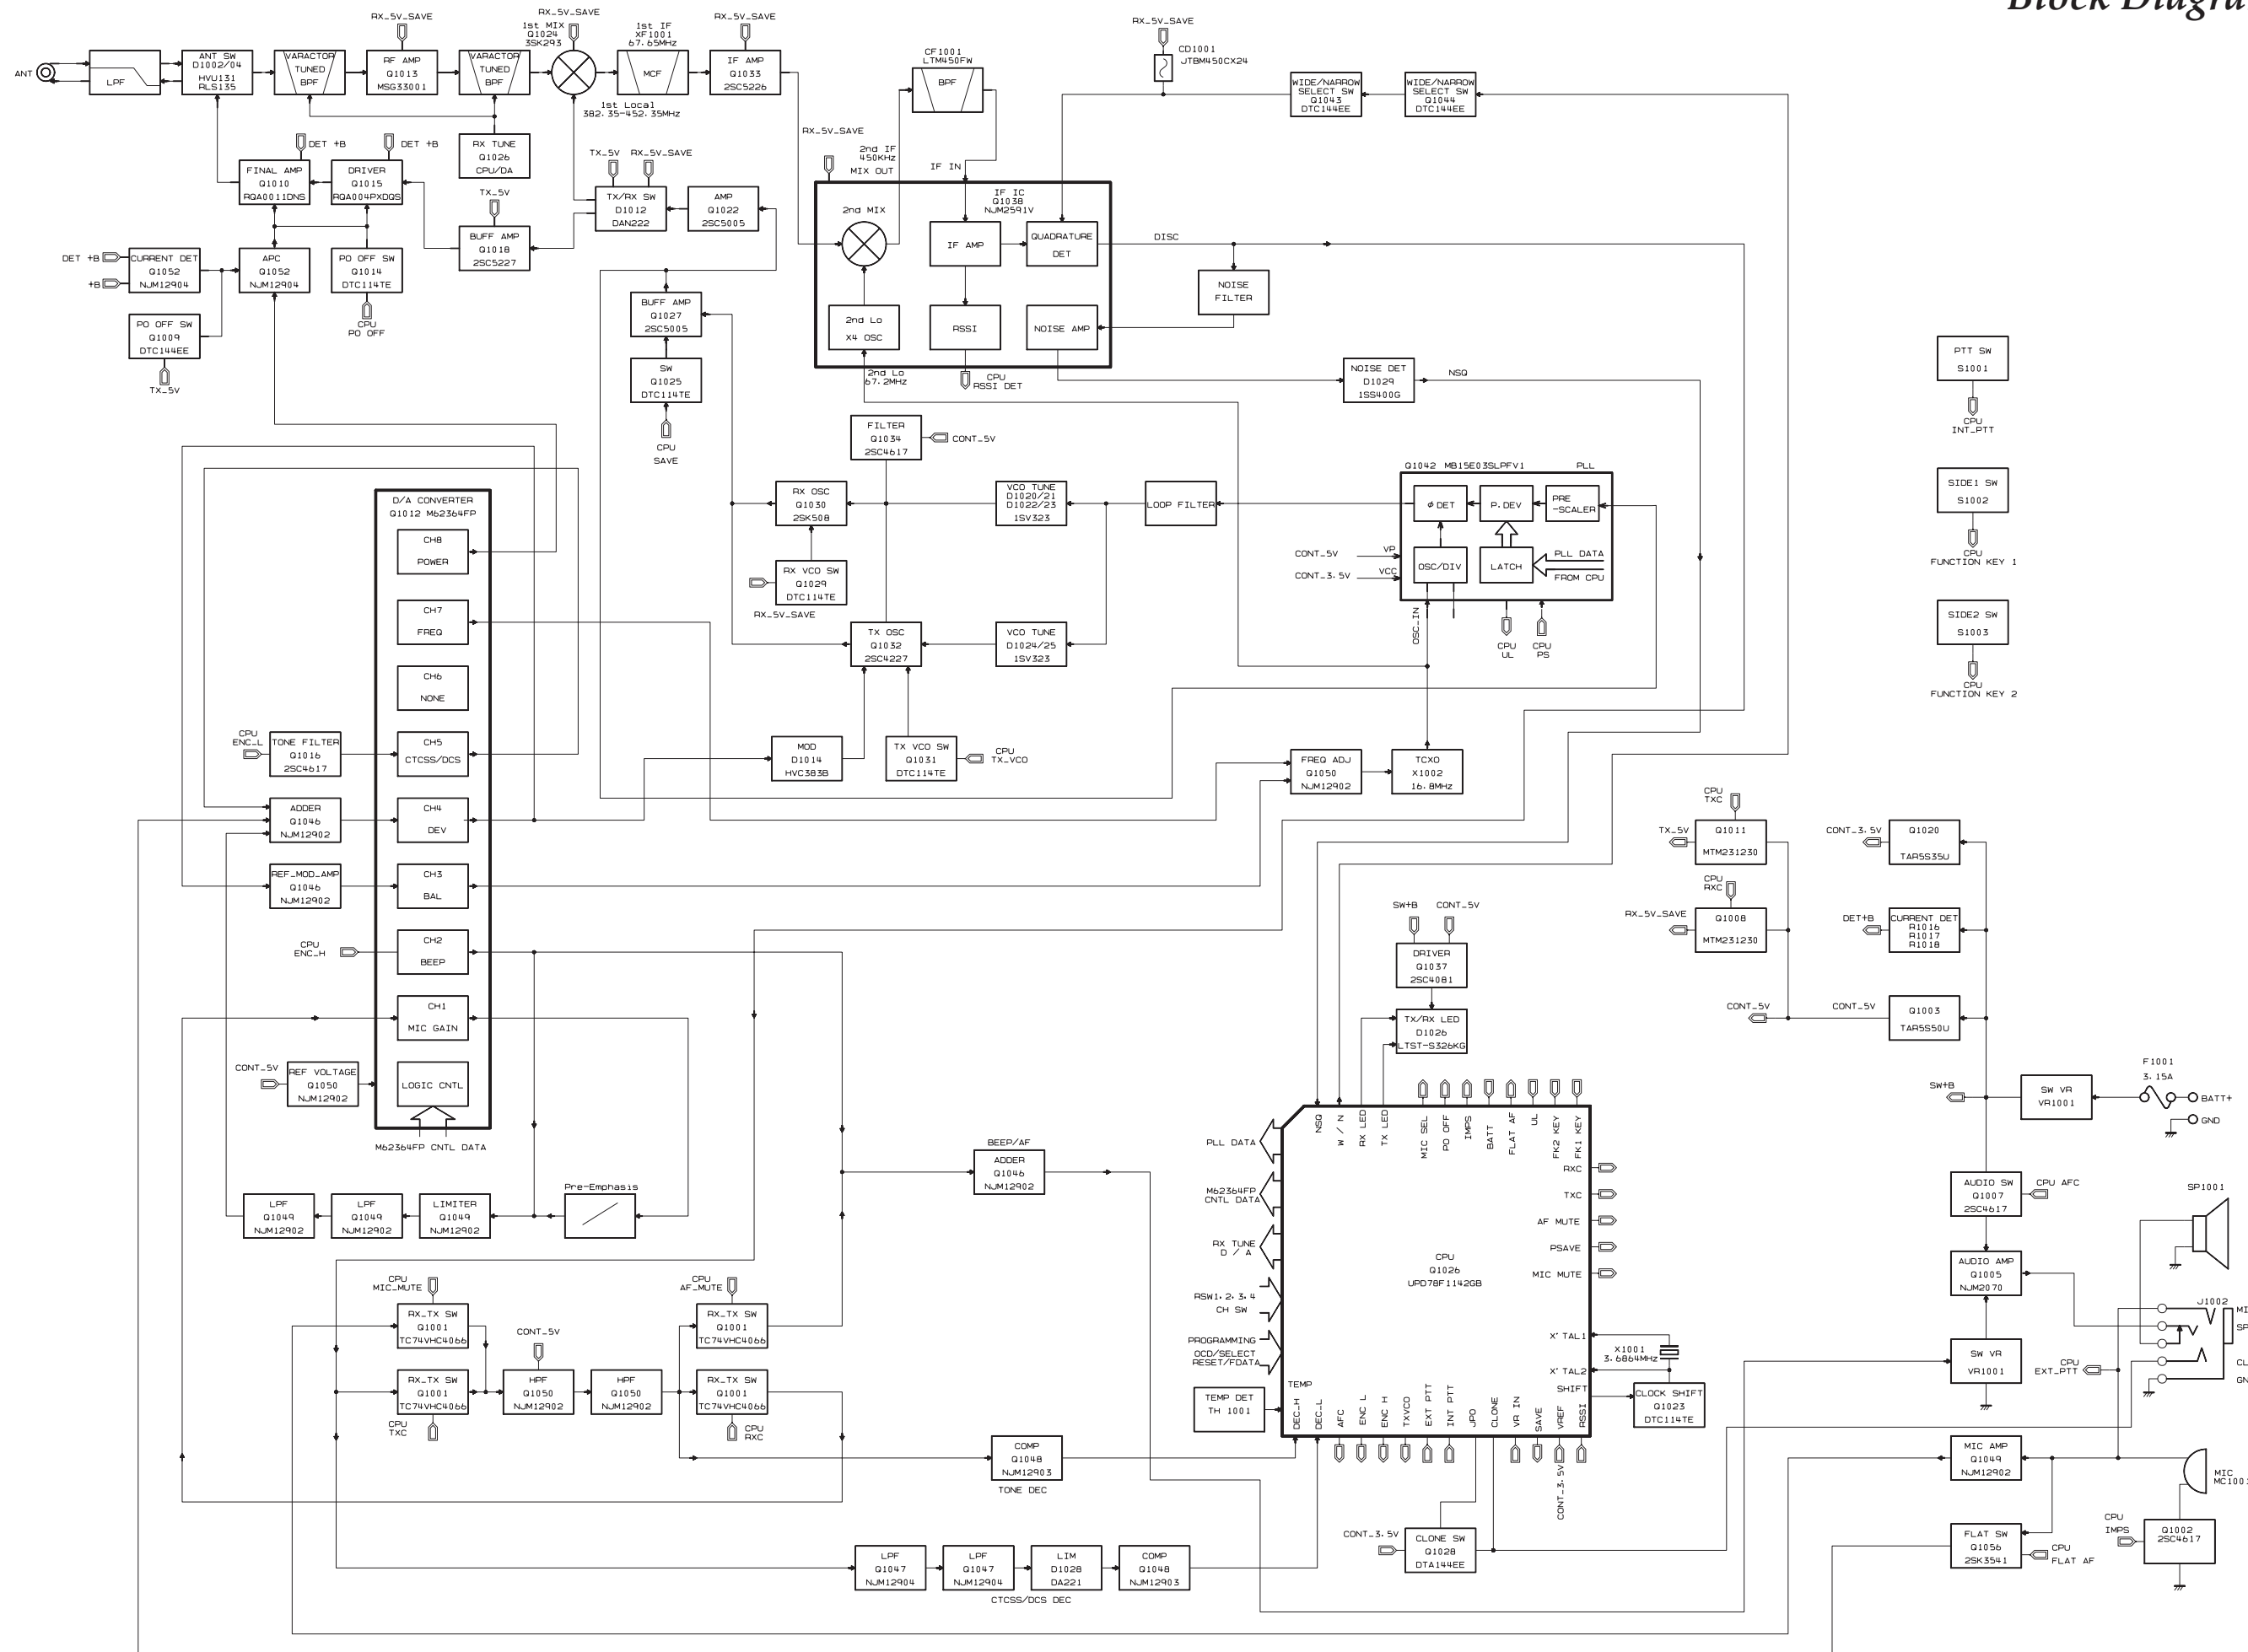 Block Diagra
RX_5V_SAVE
RX_5V_SAVE
1st MIX
Q1024
3SK293
1st IF
XF1001
67.65MHz
RX_5V_SAVE
RX_5V_SAVE
ANT
LPF
ANT SW
D1002/04
HVU131
RLS135
VARACTOR
TUNED
BPF
RF AMP
Q1013
MSG33001
VARACTOR
TUNED
BPF
MCF
IF AMP
Q1033
2SC5226
1st Local
382.35-452.35MHz
CF1001
LTM450FW
BPF
CD1001
JTBM450CX24
WIDE/NARROW
SELECT SW
Q1043
DTC144EE
WIDE/NARROW
SELECT SW
Q1044
DTC144EE
DET +B
DET +B
RX TUNE
Q1026
CPU/DA
RX_5V_SAVE
2nd IF
450KHz
MIX OUT
IF IN
FINAL AMP
Q1010
RQA0011DNS
DRIVER
Q1015
RQA004PXDQS
TX_5V
TX_5V
RX_5V_SAVE
TX/RX SW
D1012
DAN222
AMP
Q1022
2SC5005
IF IC
Q1038
NJM2591V
2nd MIX
IF AMP
QUADRATURE
DET
DISC
BUFF AMP
Q1018
2SC5227
DET +B
+B
CURRENT DET
Q1052
NJM12904
APC
Q1052
NJM12904
PO OFF SW
Q1014
DTC114TE
CPU
PO OFF
PO OFF SW
Q1009
DTC144EE
TX_5V
BUFF AMP
Q1027
2SC5005
SW
Q1025
DTC114TE
CPU
SAVE
2nd Lo
X4 OSC
RSSI
NOISE AMP
NOISE
FILTER
2nd Lo
67.2MHz
CPU
RSSI DET
NOISE DET
D1029
1SS400G
NSQ
PTT SW
S1001
CPU
INT_PTT
SIDE1 SW
S1002
CPU
FUNCTION KEY 1
SIDE2 SW
S1003
CPU
FUNCTION KEY 2
FILTER
Q1034
2SC4617
CONT_5V
RX OSC
Q1030
2SK508
VCO TUNE
D1020/21
D1022/23
1SV323
LOOP FILTER
Q1042 MB15E03SLPFV1
PLL
φ DET
P.DEV
PRE
-SCALER
OSC/DIV
LATCH
PLL DATA
FROM CPU
CONT_5V
VP
CONT_3.5V
VCC
OSC_IN
CPU
UL
CPU
PS
RX VCO SW
Q1029
DTC114TE
RX_5V_SAVE
TX OSC
Q1032
2SC4227
VCO TUNE
D1024/25
1SV323
MOD
D1014
HVC383B
TX VCO SW
Q1031
DTC114TE
CPU
TX_VCO
FREQ ADJ
Q1050
NJM12902
TCXO
X1002
16.8MHz
D/A CONVERTER
Q1012 M62364FP
CH8
POWER
CH7
FREQ
CH6
NONE
CH5
CTCSS/DCS
CH4
DEV
CH3
BAL
CH2
BEEP
CH1
MIC GAIN
LOGIC CNTL
M62364FP CNTL DATA
CPU
ENC_L
TONE FILTER
Q1016
2SC4617
ADDER
Q1046
NJM12902
REF_MOD_AMP
Q1046
NJM12902
CPU
ENC_H
CONT_5V
REF VOLTAGE
Q1050
NJM12902
CPU
TXC
TX_5V
Q1011
MTM231230
CONT_3.5V
Q1020
TAR5S35U
CPU
RXC
RX_5V_SAVE
Q1008
MTM231230
DET+B
CURRENT DET
R1016
R1017
R1018
CONT_5V
CONT_5V
Q1003
TAR5S50U
SW+B
CONT_5V
DRIVER
Q1037
2SC4081
TX/RX LED
D1026
LTST-S326KG
SW+B
SW VR
VR1001
F1001
3.15A
BATT+
GND
LPF
Q1049
NJM12902
LPF
Q1049
NJM12902
LIMITER
Q1049
NJM12902
Pre-Emphasis
BEEP/AF
ADDER
Q1046
NJM12902
PLL DATA
M62364FP
CNTL DATA
RX TUNE
D / A
RSW1,2,3,4
CH SW
PROGRAMMING
OCD/SELECT
RESET/FDATA
NSQ
W / N
RX LED
TX LED
MIC SEL
PO OFF
IMPS
BATT
FLAT AF
UL
FK2 KEY
FK1 KEY
RXC
TXC
AF MUTE
PSAVE
MIC MUTE
CPU
Q1026
UPD78F1142GB
X'TAL1
X'TAL2
SHIFT
X1001
3.6864MHz
CLOCK SHIFT
Q1023
DTC114TE
TEMP
TEMP DET
TH 1001
DEC_H
DEC_L
AFC
ENC L
ENC H
TXVCO
EXT PTT
INT PTT
JPO
CLONE
VR IN
SAVE
VREF
RSSI
CONT_3.5V
AUDIO SW
Q1007
2SC4617
CPU AFC
SP1001
AUDIO AMP
Q1005
NJM2070
J1002
MI
SP
CL
GN
SW VR
VR1001
CPU
EXT_PTT
CPU
MIC_MUTE
RX_TX SW
Q1001
TC74VHC4066
CPU
AF_MUTE
RX_TX SW
Q1001
TC74VHC4066
CONT_5V
RX_TX SW
Q1001
TC74VHC4066
HPF
Q1050
NJM12902
HPF
Q1050
NJM12902
RX_TX SW
Q1001
TC74VHC4066
CPU
TXC
CPU
RXC
COMP
Q1048
NJM12903
TONE DEC
MIC AMP
Q1049
NJM12902
MIC
MC100
CONT_3.5V
CLONE SW
Q1028
DTA144EE
FLAT SW
Q1056
2SK3541
CPU
FLAT AF
CPU
IMPS
Q1002
2SC4617
LPF
Q1047
NJM12904
LPF
Q1047
NJM12904
LIM
D1028
DA221
COMP
Q1048
NJM12903
CTCSS/DCS DEC